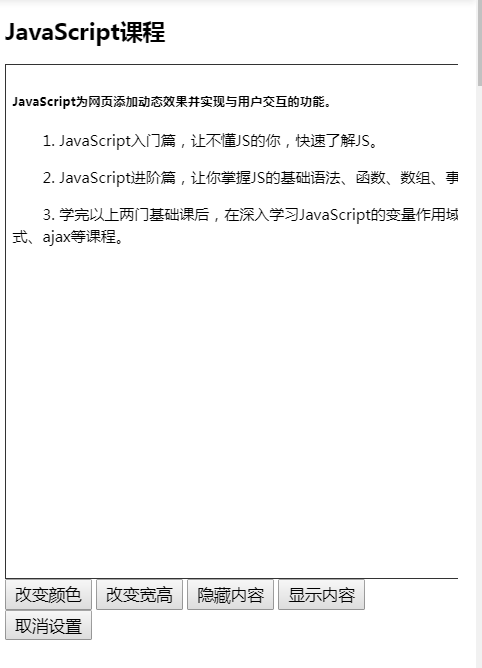 JavaScript课程
JavaScript为网页添加动态效果并实现与用户交互的功能。
1. JavaScript入门篇，让不懂JS的你，快速了解JS。
2. JavaScript进阶篇，让你掌握JS的基础语法、函数、数组、事
3. 学完以上两门基础课后，在深入学习JavaScript的变量作用域
式、ajax等课程。
改变颜色 改变宽高 隐藏内容 显示内容
取消设置